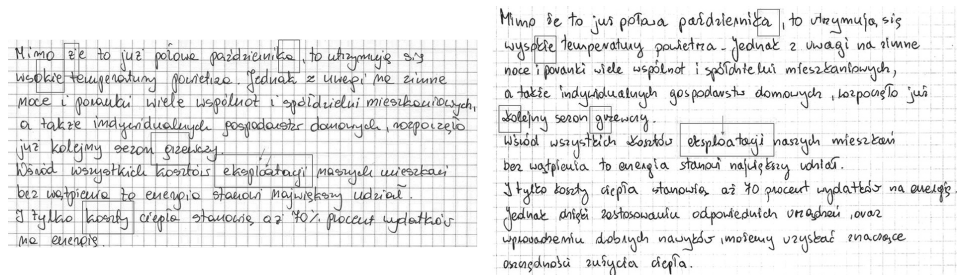 Mimo że to już połowa października, to utrzymują się
wsokie temperatury powietrza. Jednak z uwagi na zimne
noce i poranki wiele wspólnot i spółdzielni mieszkaniowych,
a także indywidualnych gospodarstw domowych, rozpoczęło
już kolejny sezon grzewczy.
Wśród wszystkich kosztów eksploatacji naszych mieszkań
bez wątpienia to energia stanowi największy udział.
I tylko koszty ciepła stanowią aż 70% procent wydatków
na energię.
Mimo że to już połowa października, to utrzymują się
wysokie temperatury powietrza. Jednak z uwagi na zimne
noce i poranki wiele wspólnot i spółdzielni mieszkaniowych,
a także indywidualnych gospodarstw domowych, rozpoczęło już
kolejny sezon grzewczy.
Wśród wszystkich kosztów eksploatacji naszych mieszkań
bez wątpienia to energia stanowi największy udział.
I tylko koszty ciepła stanowią aż 70 procent wydatków na energię.
Jednak dzięki zastosowaniu odpowiednich urządzeń, oraz
wprowadzeniu dobrych nawyków, możemy uzyskać znaczące
oszczędności zużycia ciepła.